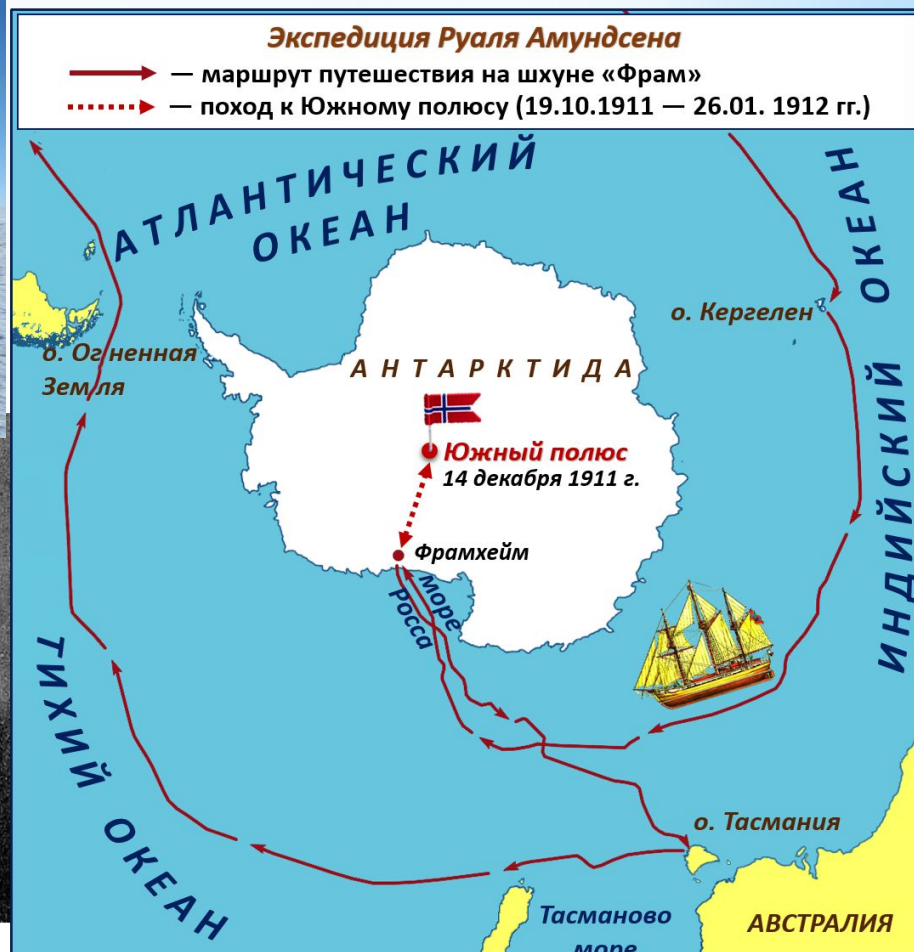 Экспедиция Руаля Амундсена
— маршрут путешествия на шхуне «Фрам»
— поход к Южному полюсу (19.10.1911 — 26.01. 1912 гг.)
АТЛАНТИЧЕСКИЙ
ОКЕАН
ИНДИЙСКИЙ ОКЕАН
о. Кергелен
о. Огненная
Земля
АНТАРКТИДА
Южный полюс
14 декабря 1911 г.
Фрамхейм
море
Росса
ТИХИЙ ОКЕАН
о. Тасмания
Тасманово
море
АВСТРАЛИЯ